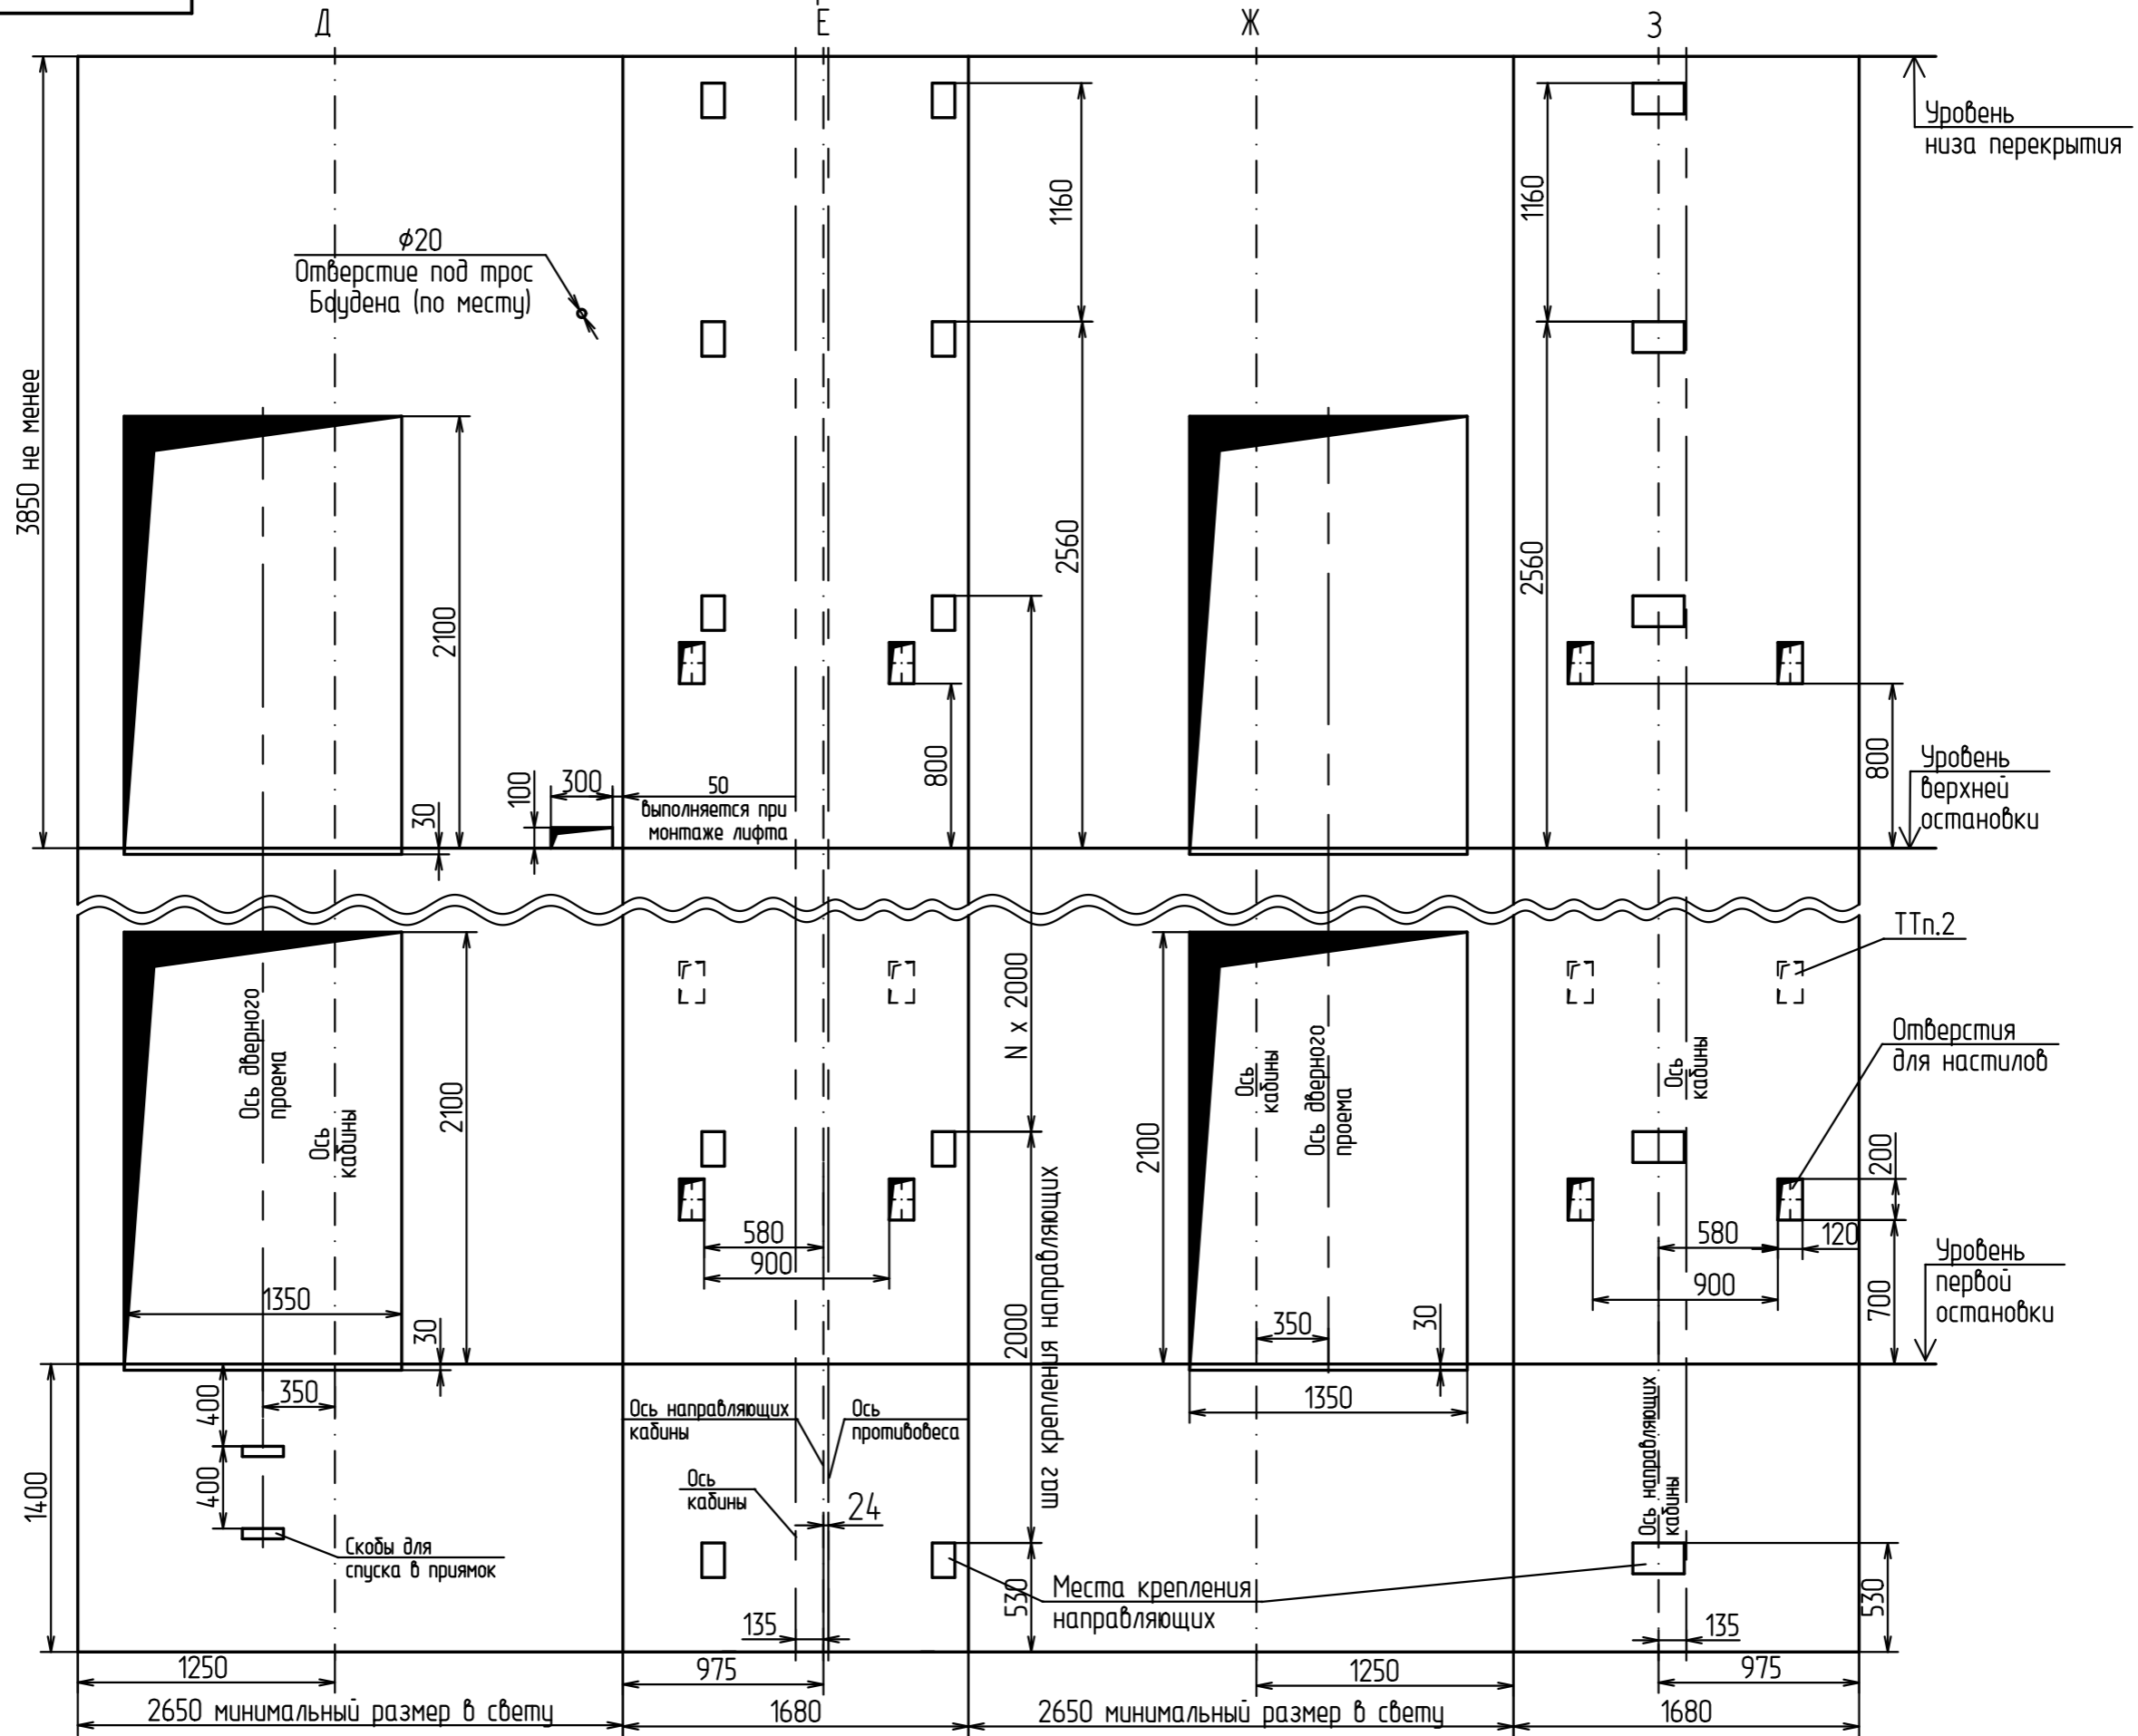 Д
Е
Ж
З
Уровень
низа перекрытия
1160
1160
⌀20
Отверстие под трос
Боудена (по месту)
3850 не менее
2100
2560
2560
800
800
Уровень
верхней
остановки
30
100
300
50
выполняется при
монтаже лифта
ТТп.2
N x 2000
Отверстия
для настилов
Ось дверного
проема
Ось
кабины
2100
Ось
кабины
Ось дверного
проема
2100
Ось
кабины
200
580
900
580
120
900
700
Уровень
первой
остановки
1350
30
2000
шаг крепления направляющих
350
30
1350
400
350
400
1400
Ось направляющих
кабины
Ось
противовеса
Ось
кабины
24
Ось направляющих
кабины
Скобы для
спуска в приямок
530
Места крепления
направляющих
530
135
135
1250
975
1250
975
2650 минимальный размер в свету
1680
2650 минимальный размер в свету
1680